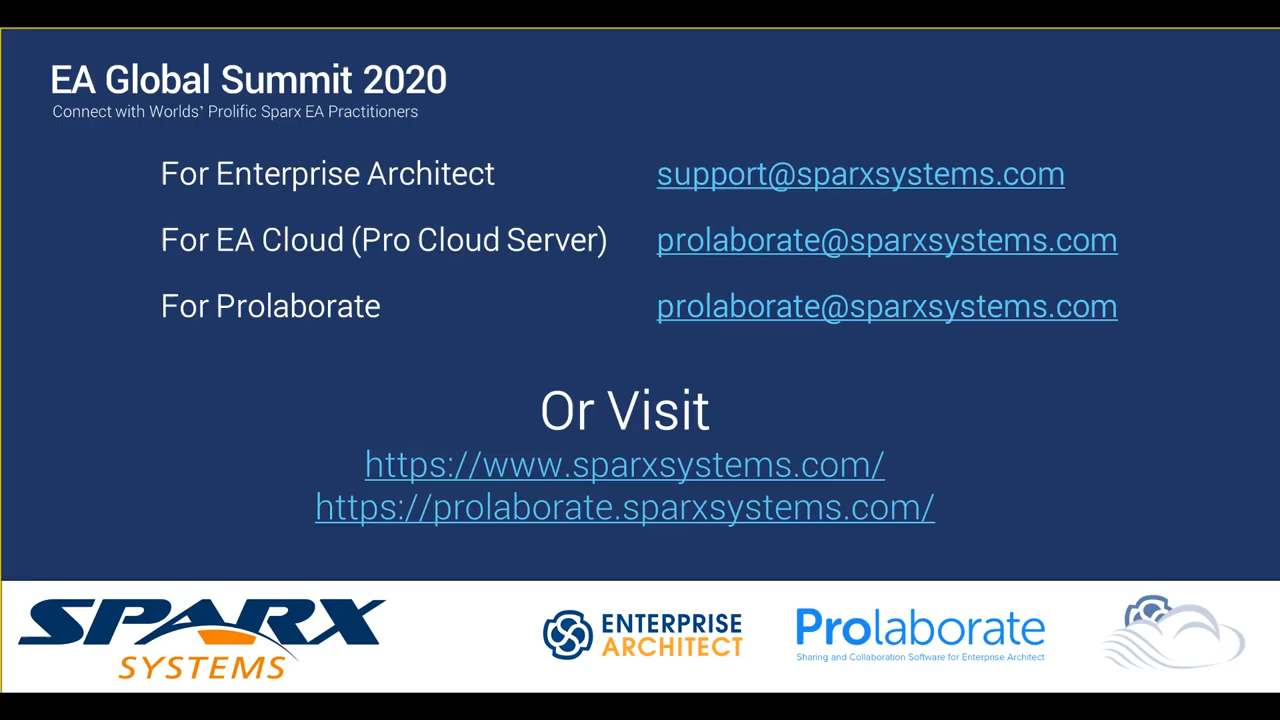 EA Global Summit 2020
Connect with Worlds’ Prolific Sparx EA Practitioners
For Enterprise Architect support@sparxsystems.com
For EA Cloud (Pro Cloud Server) prolaborate@sparxsystems.com
For Prolaborate prolaborate@sparxsystems.com
Or Visit
https://www.sparxsystems.com/
https://prolaborate.sparxsystems.com/
SPARX
SYSTEMS
ENTERPRISE
ARCHITECT
Prolaborate
Sharing and Collaboration Software for Enterprise Architect